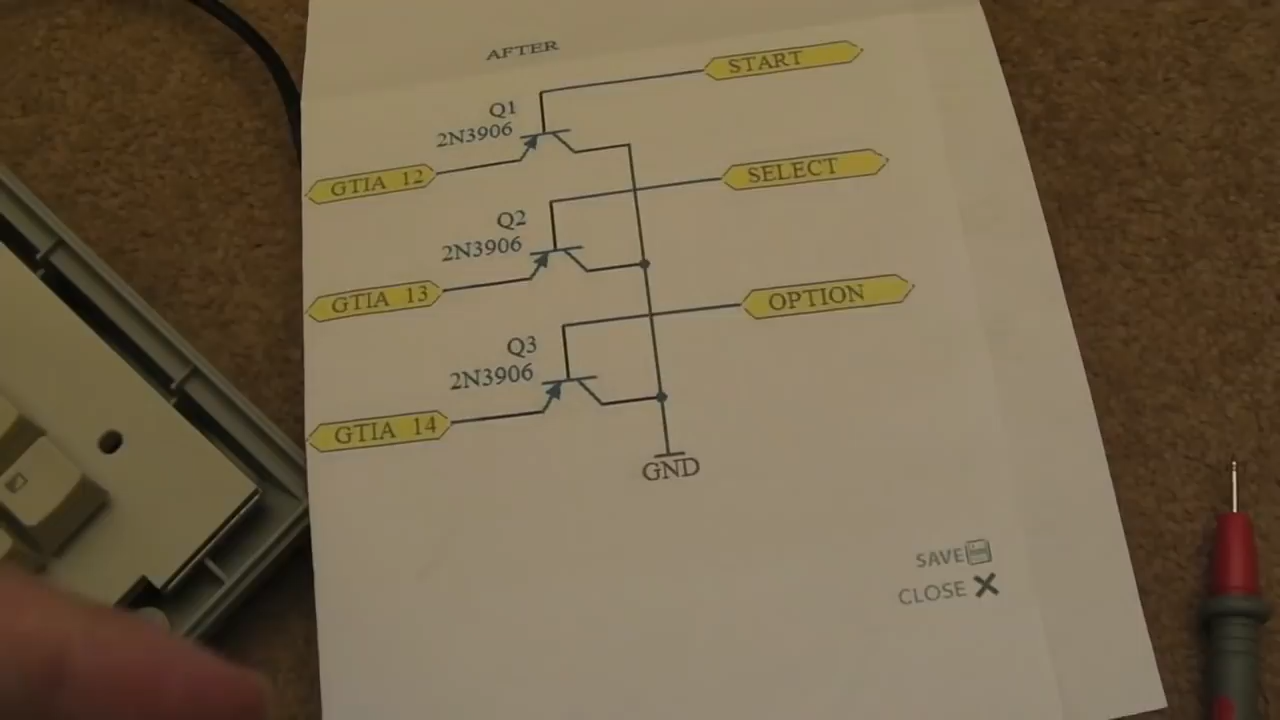 AFTER
START
Q1
2N3906
GTIA 12
SELECT
Q2
2N3906
GTIA 13
OPTION
Q3
2N3906
GTIA 14
GND
SAVE
CLOSE X